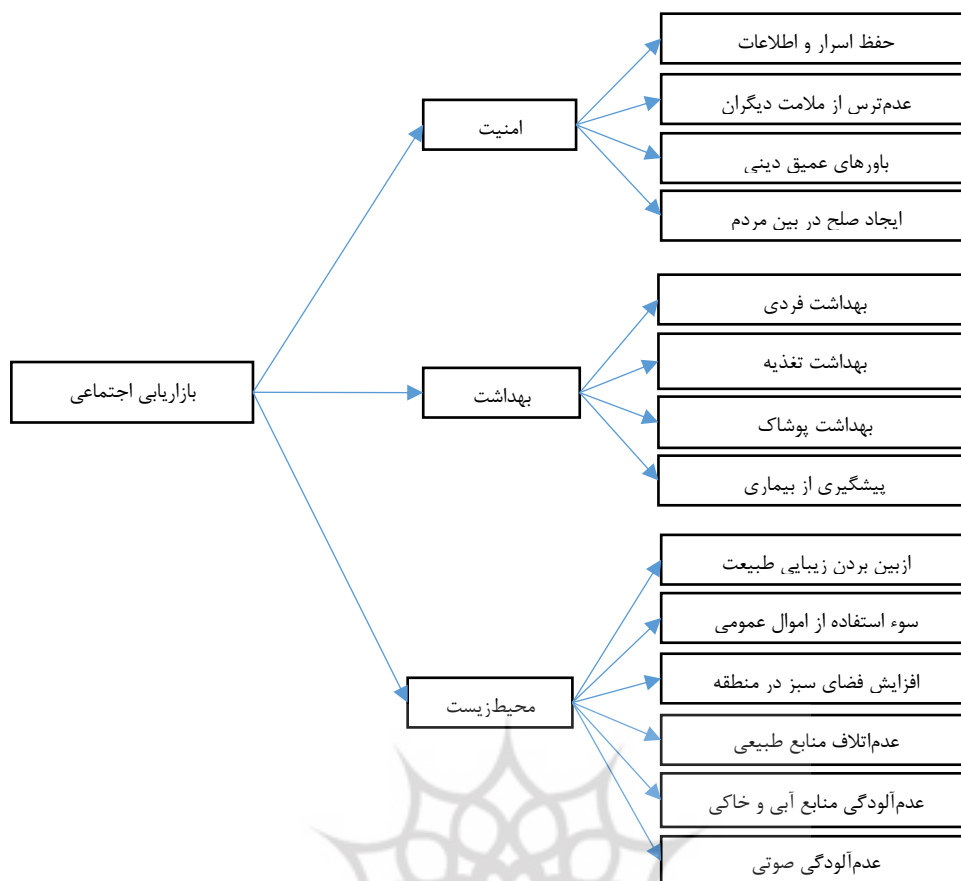 بازاریابی اجتماعی
امنیت
حفظ اسرار و اطلاعات
عدم‌ترس از ملامت دیگران
باورهای عمیق دینی
ایجاد صلح در بین مردم
بهداشت
بهداشت فردی
بهداشت تغذیه
بهداشت پوشاک
پیشگیری از بیماری
محیط‌زیست
ازبین بردن زیبایی طبیعت
سوء استفاده از اموال عمومی
افزایش فضای سبز در منطقه
عدم‌اتلاف منابع طبیعی
عدم‌آلودگی منابع آبی و خاکی
عدم‌آلودگی صوتی